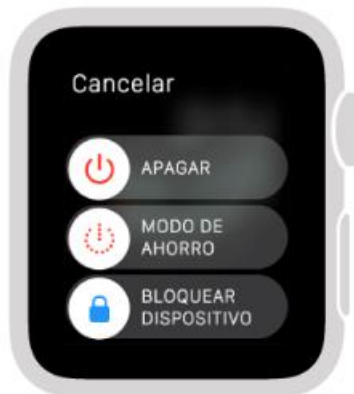 Cancelar
APAGAR
MODO DE
AHORRO
BLOQUEAR
DISPOSITIVO